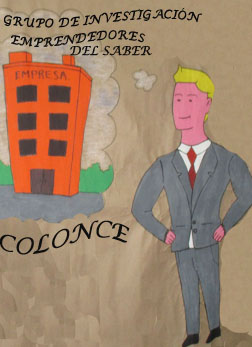 GRUPO DE INVESTIGACIÓN
EMPRENDEDORES
DEL SABER
EMPRESA
COLONCE